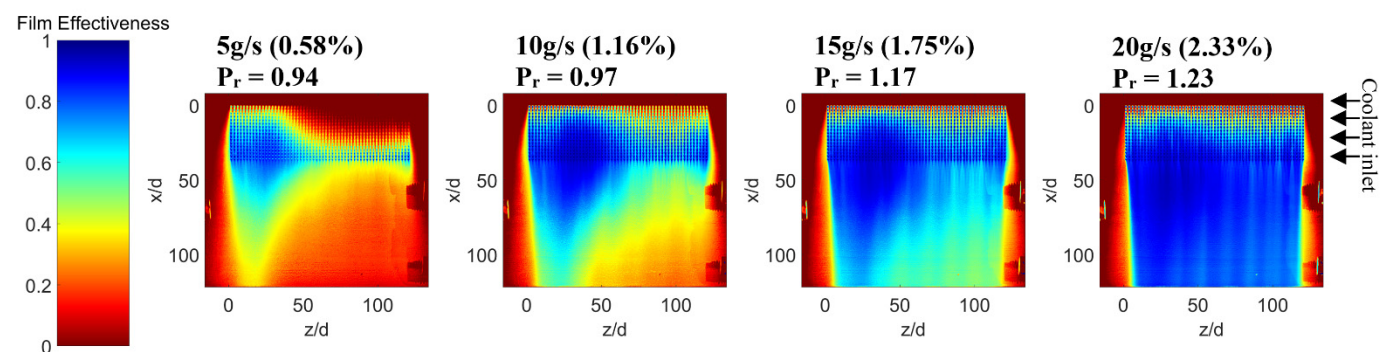 Film Effectiveness
1
0.8
0.6
0.4
0.2
0
5g/s (0.58%)
Pr = 0.94
0
50
100
x/d
0 50 100
z/d
10g/s (1.16%)
Pr = 0.97
0
50
100
x/d
0 50 100
z/d
15g/s (1.75%)
Pr = 1.17
0
50
100
x/d
0 50 100
z/d
20g/s (2.33%)
Pr = 1.23
0
50
100
x/d
0 50 100
z/d
Coolant inlet